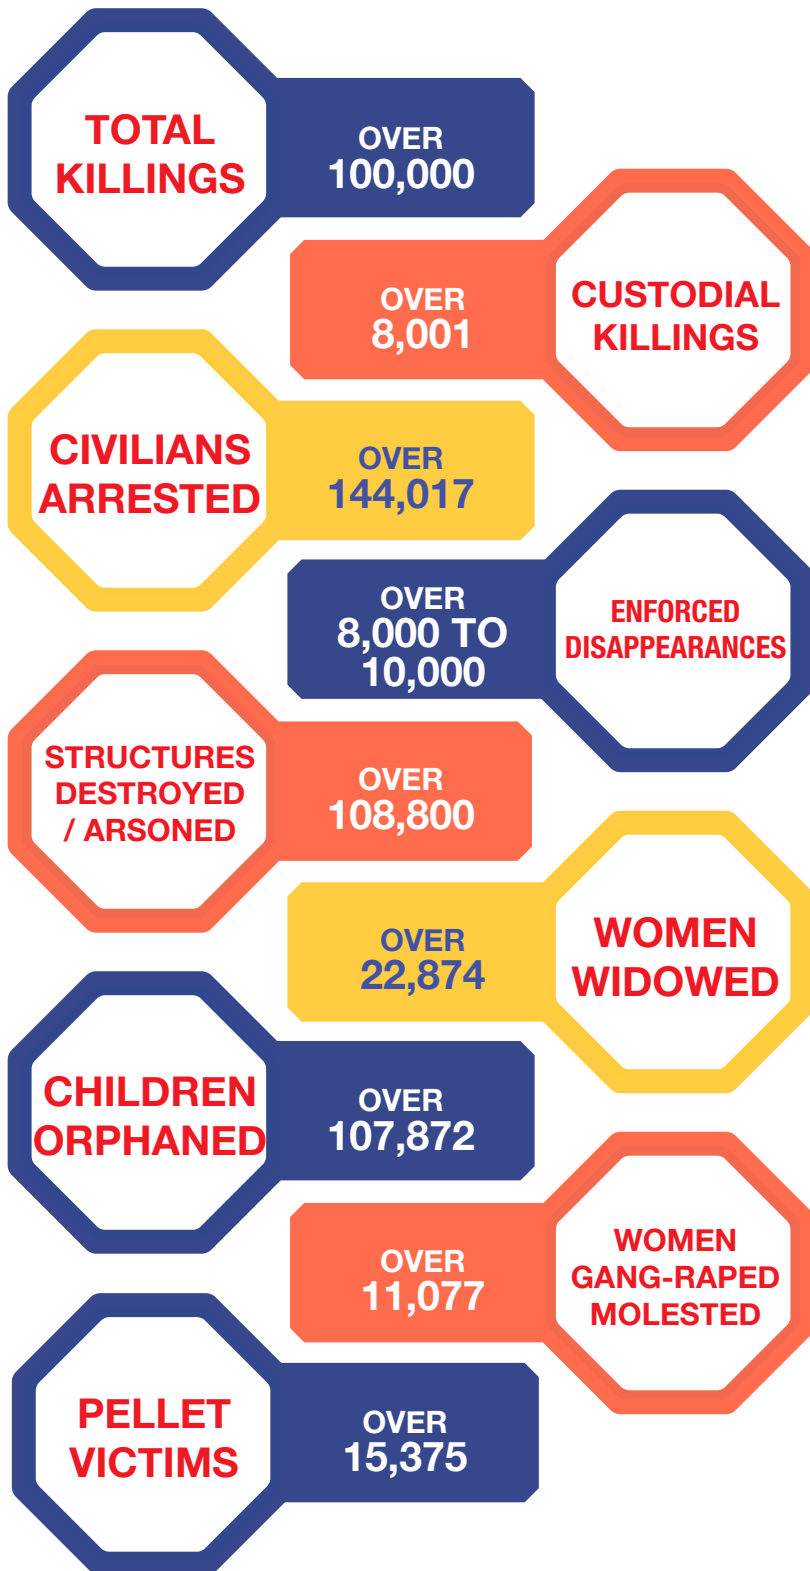 TOTAL
KILLINGS
OVER
100,000
OVER
8,001
CUSTODIAL
KILLINGS
CIVILIANS
ARRESTED
OVER
144,017
OVER
8,000 TO
10,000
ENFORCED
DISAPPEARANCES
STRUCTURES
DESTROYED
/ ARSONED
OVER
108,800
OVER
22,874
WOMEN
WIDOWED
CHILDREN
ORPHANED
OVER
107,872
OVER
11,077
WOMEN
GANG-RAPED
MOLESTED
PELLET
VICTIMS
OVER
15,375